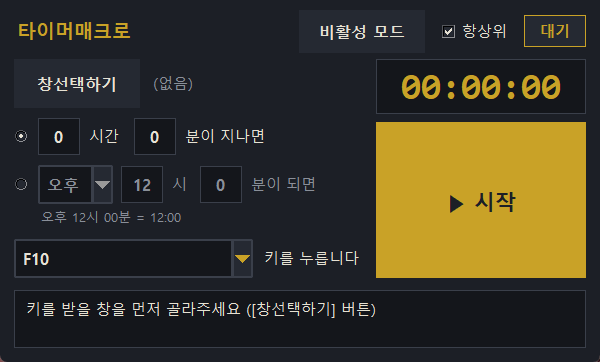 타이머매크로
비활성 모드
항상위
대기
창선택하기
(없음)
00:00:00
0 시간 0 분이 지나면
오후 12 시 0 분이 되면
오후 12시 00분 = 12:00
▶ 시작
F10
키를 누릅니다
키를 받을 창을 먼저 골라주세요 ([창선택하기] 버튼)